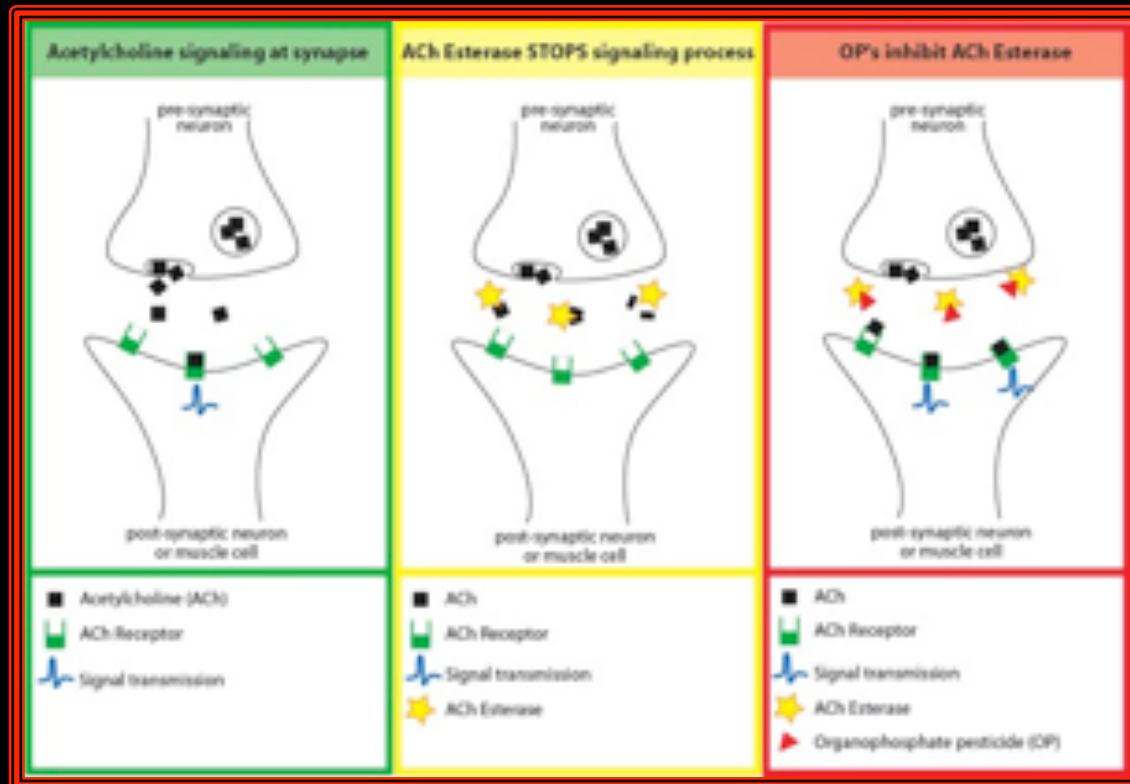 Acetylcholine signaling at synapse
pre-synaptic
neuron
post-synaptic neuron
or muscle cell
Acetylcholine (ACh)
ACh Receptor
Signal transmission
ACh Esterase STOPS signaling process
pre-synaptic
neuron
post-synaptic neuron
or muscle cell
ACh
ACh Receptor
Signal transmission
ACh Esterase
OP's inhibit ACh Esterase
pre-synaptic
neuron
post-synaptic neuron
or muscle cell
ACh
ACh Receptor
Signal transmission
ACh Esterase
Organophosphate pesticide (OP)